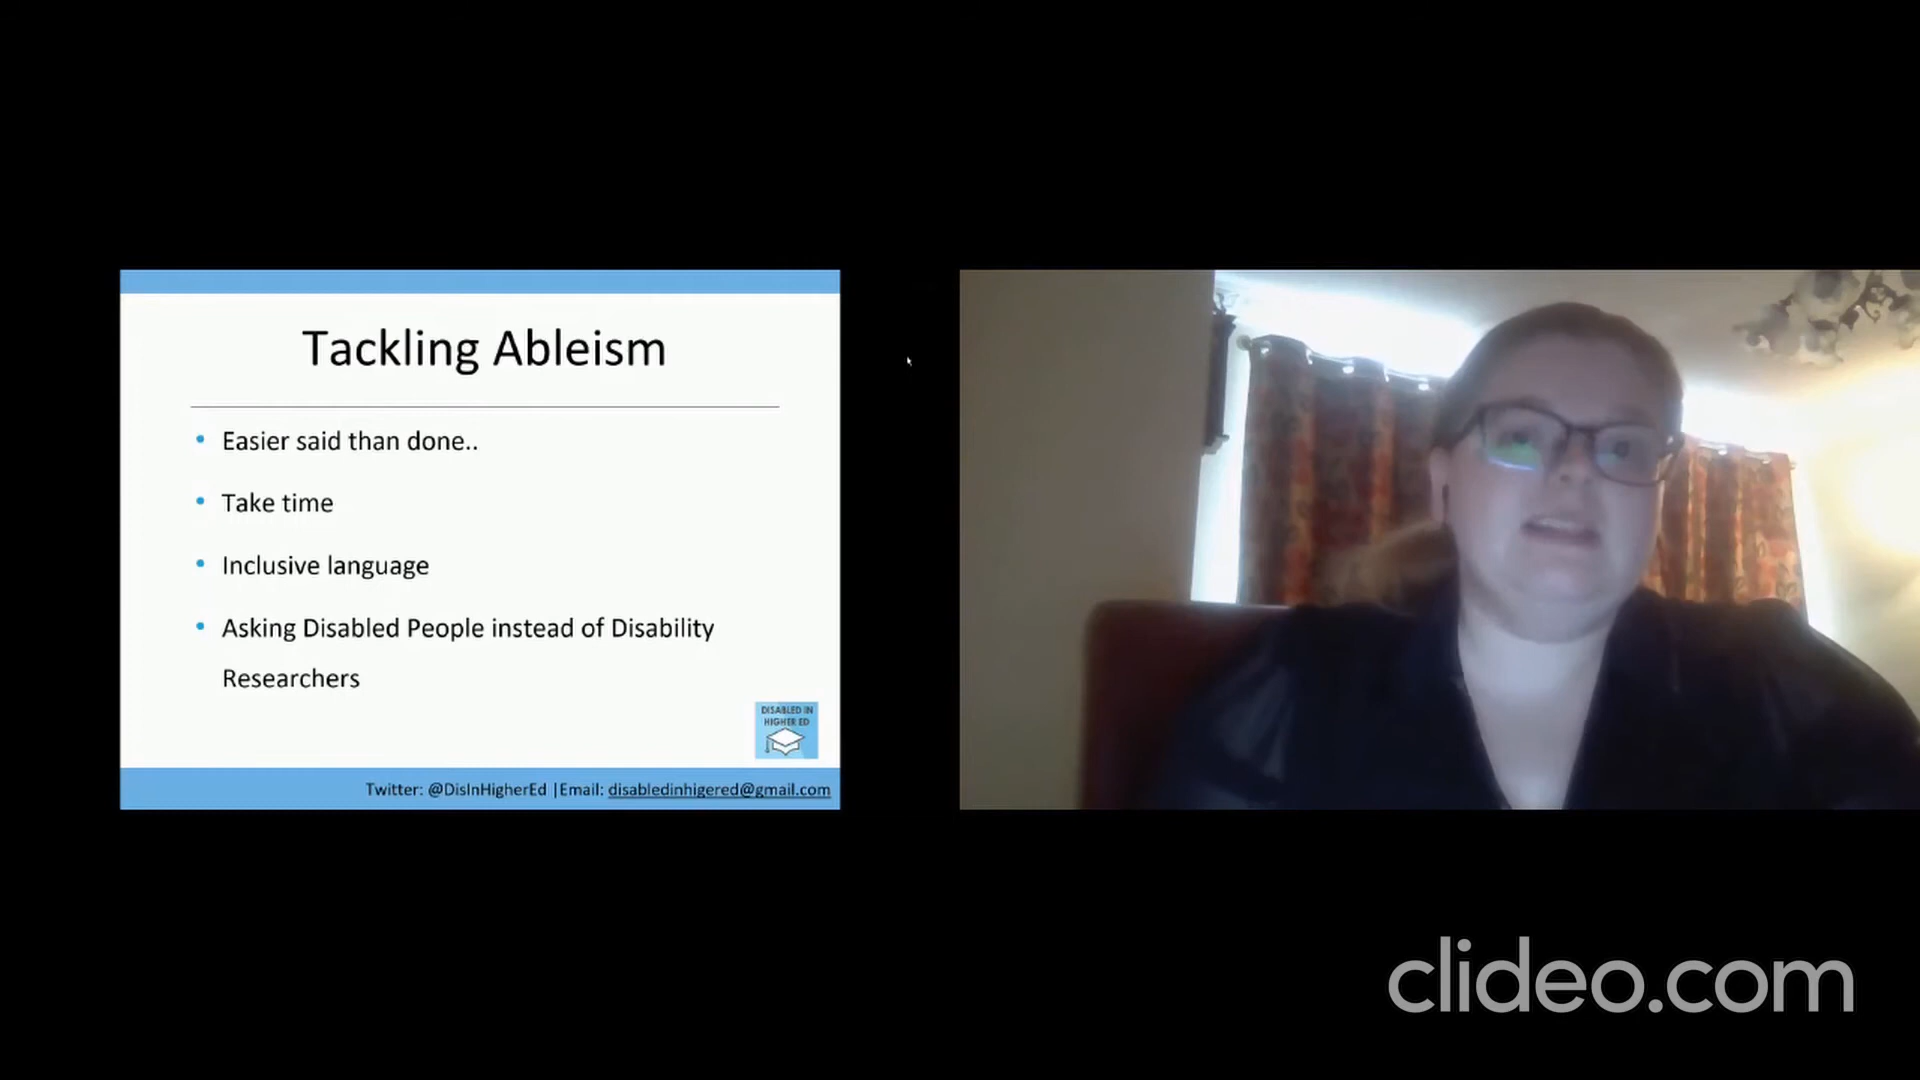 Tackling Ableism
Easier said than done..
Take time
Inclusive language
Asking Disabled People instead of Disability
Researchers
DISABLED IN
HIGHER ED
Twitter: @DisInHigherEd |Email: disabledinhigered@gmail.com
clideo.com